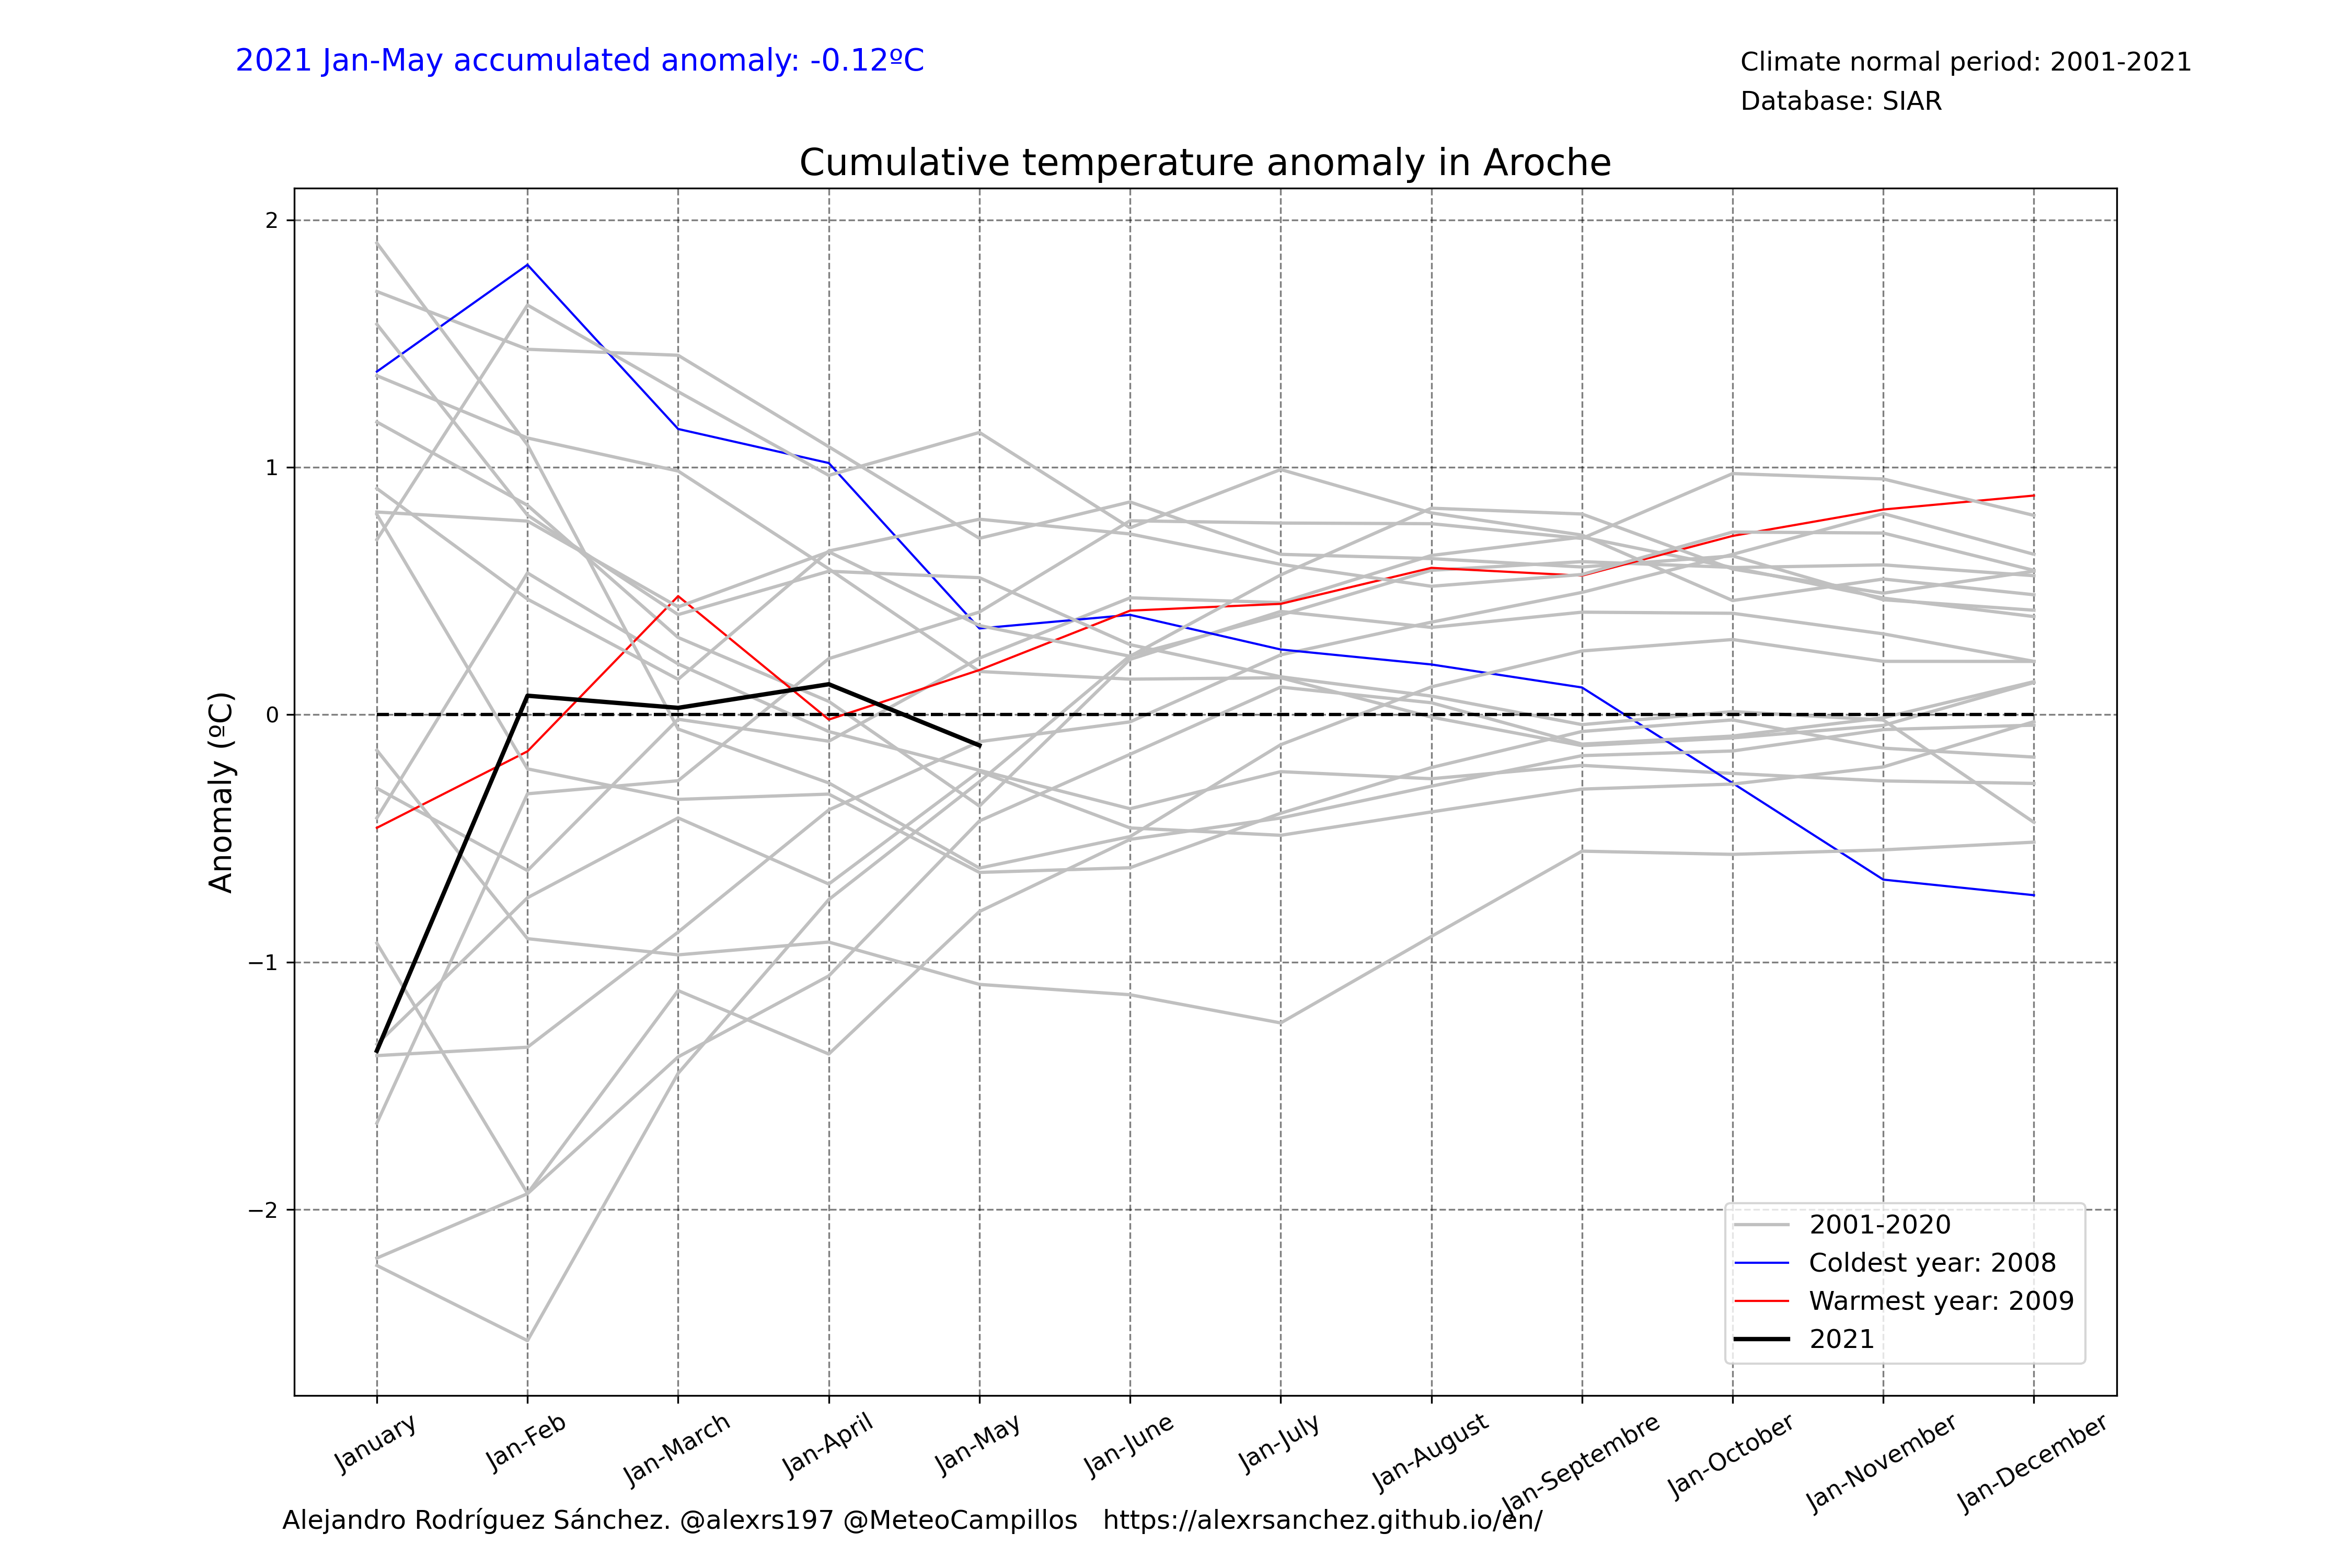 2021 Jan-May accumulated anomaly: -0.12ºC
Climate normal period: 2001-2021
Database: SIAR
Cumulative temperature anomaly in Aroche
Anomaly (ºC)
2
1
0
−1
−2
2001-2020
Coldest year: 2008
Warmest year: 2009
2021
January
Jan-Feb
Jan-March
Jan-April
Jan-May
Jan-June
Jan-July
Jan-August
Jan-Septembre
Jan-October
Jan-November
Jan-December
Alejandro Rodríguez Sánchez. @alexrs197 @MeteoCampillos https://alexrsanchez.github.io/en/